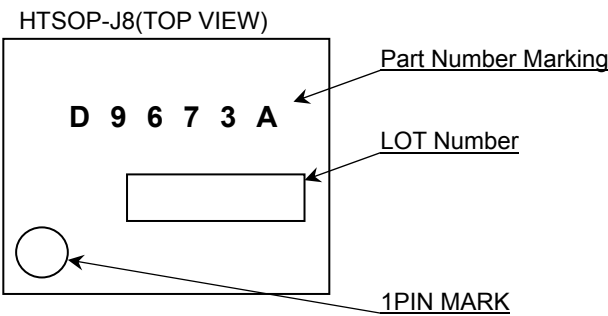 HTSOP-J8(TOP VIEW)
Part Number Marking
D 9 6 7 3 A
LOT Number
1PIN MARK